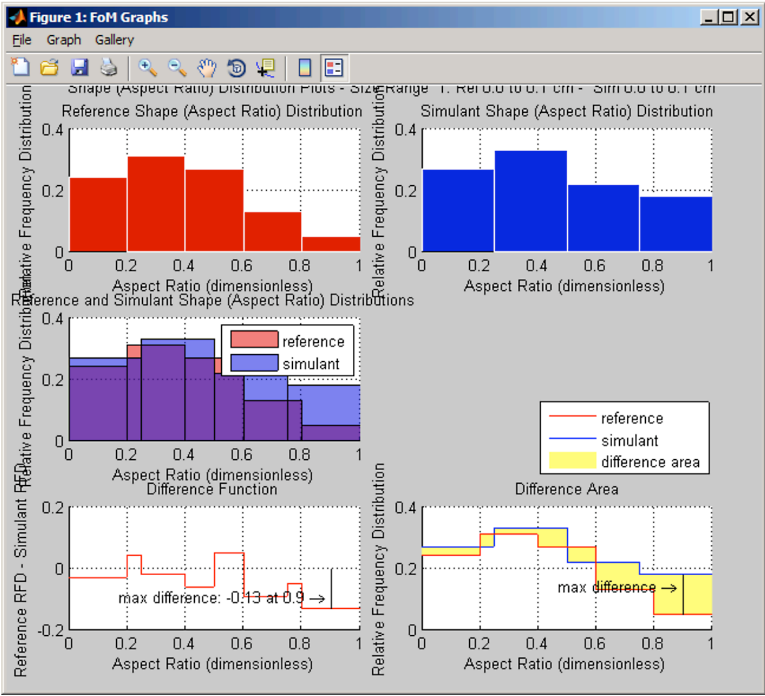 Figure 1: FoM Graphs
File Graph Gallery
Shape (Aspect Ratio) Distribution Plots - Size Range 1: Ref 0.0 to 0.1 cm - Sim 0.0 to 0.1 cm
Reference Shape (Aspect Ratio) Distribution
Relative Frequency Distribution
0.4
0.2
0
0 0.2 0.4 0.6 0.8 1
Aspect Ratio (dimensionless)
Simulant Shape (Aspect Ratio) Distribution
Relative Frequency Distribution
0.4
0.2
0
0 0.2 0.4 0.6 0.8 1
Aspect Ratio (dimensionless)
Reference and Simulant Shape (Aspect Ratio) Distributions
Relative Frequency Distribution
0.4
0.2
0
reference
simulant
0 0.2 0.4 0.6 0.8 1
Aspect Ratio (dimensionless)
reference
simulant
difference area
Difference Function
Reference RFD - Simulant RFD
0.2
0
-0.2
max difference: -0.13 at 0.9 →
0 0.2 0.4 0.6 0.8 1
Aspect Ratio (dimensionless)
Difference Area
Relative Frequency Distribution
0.4
0.2
0
max difference →
0 0.2 0.4 0.6 0.8 1
Aspect Ratio (dimensionless)